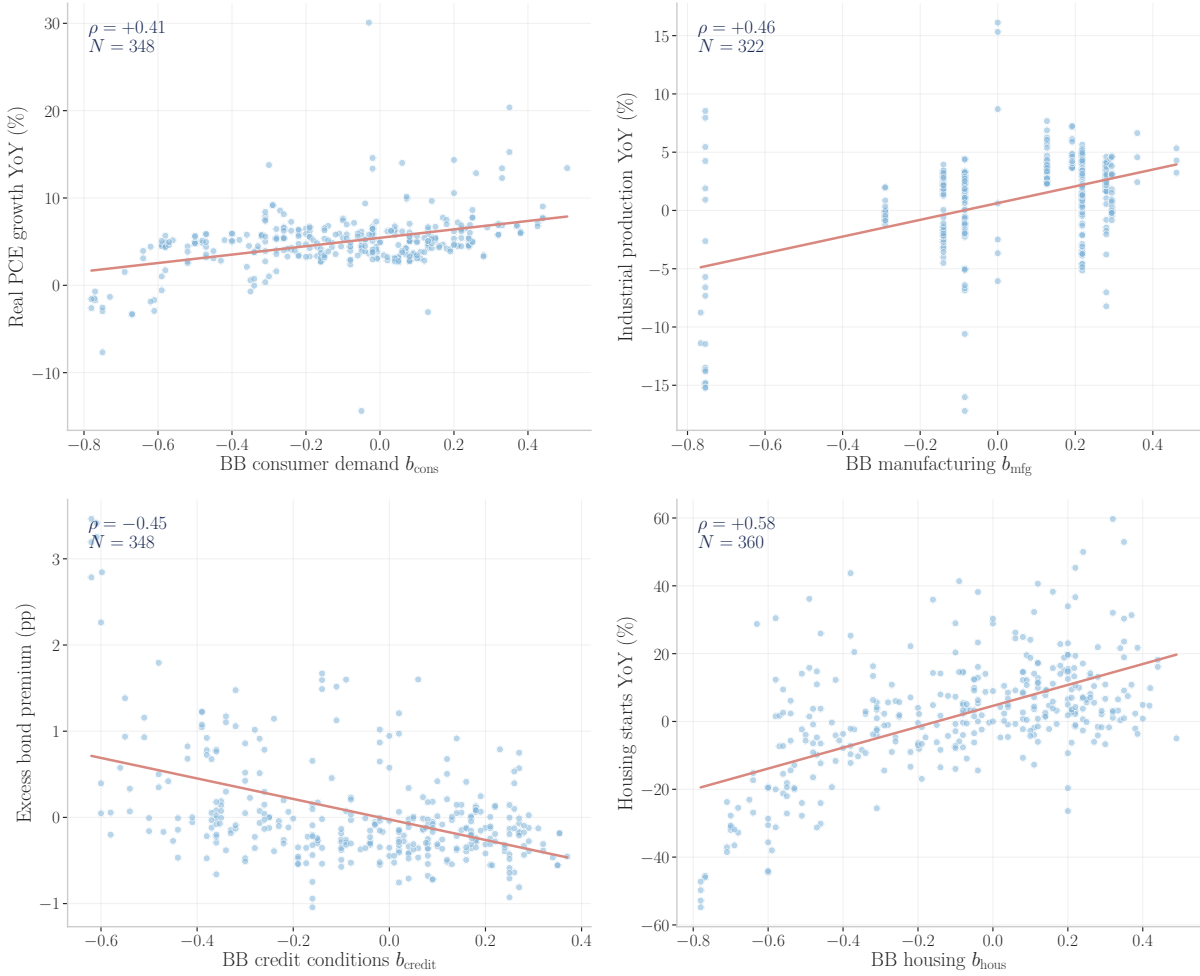 ρ = +0.41
N = 348
30
20
10
0
−10
Real PCE growth YoY (%)
−0.8 −0.6 −0.4 −0.2 0.0 0.2 0.4
BB consumer demand b_cons
ρ = +0.46
N = 322
15
10
5
0
−5
−10
−15
Industrial production YoY (%)
−0.8 −0.6 −0.4 −0.2 0.0 0.2 0.4
BB manufacturing b_mfg
ρ = −0.45
N = 348
3
2
1
0
−1
Excess bond premium (pp)
−0.6 −0.4 −0.2 0.0 0.2 0.4
BB credit conditions b_credit
ρ = +0.58
N = 360
60
40
20
0
−20
−40
−60
Housing starts YoY (%)
−0.8 −0.6 −0.4 −0.2 0.0 0.2 0.4
BB housing b_hous